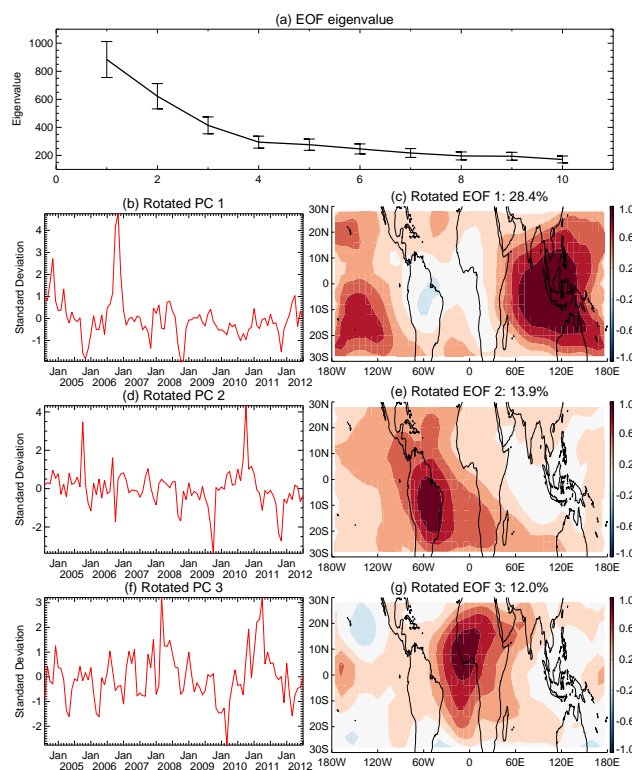 (a) EOF eigenvalue
Eigenvalue
1000
800
600
400
200
0 2 4 6 8 10
(b) Rotated PC 1
Standard Deviation
4
3
2
1
0
-1
Jan Jan Jan Jan Jan Jan Jan Jan
2005 2006 2007 2008 2009 2010 2011 2012
(c) Rotated EOF 1: 28.4%
30N
20N
10N
0
10S
20S
30S
180W 120W 60W 0 60E 120E 180E
1.0
0.6
0.2
-0.2
-0.6
-1.0
(d) Rotated PC 2
Standard Deviation
4
2
0
-2
Jan Jan Jan Jan Jan Jan Jan Jan
2005 2006 2007 2008 2009 2010 2011 2012
(e) Rotated EOF 2: 13.9%
30N
20N
10N
0
10S
20S
30S
180W 120W 60W 0 60E 120E 180E
1.0
0.6
0.2
-0.2
-0.6
-1.0
(f) Rotated PC 3
Standard Deviation
3
2
1
0
-1
-2
Jan Jan Jan Jan Jan Jan Jan Jan
2005 2006 2007 2008 2009 2010 2011 2012
(g) Rotated EOF 3: 12.0%
30N
20N
10N
0
10S
20S
30S
180W 120W 60W 0 60E 120E 180E
1.0
0.6
0.2
-0.2
-0.6
-1.0